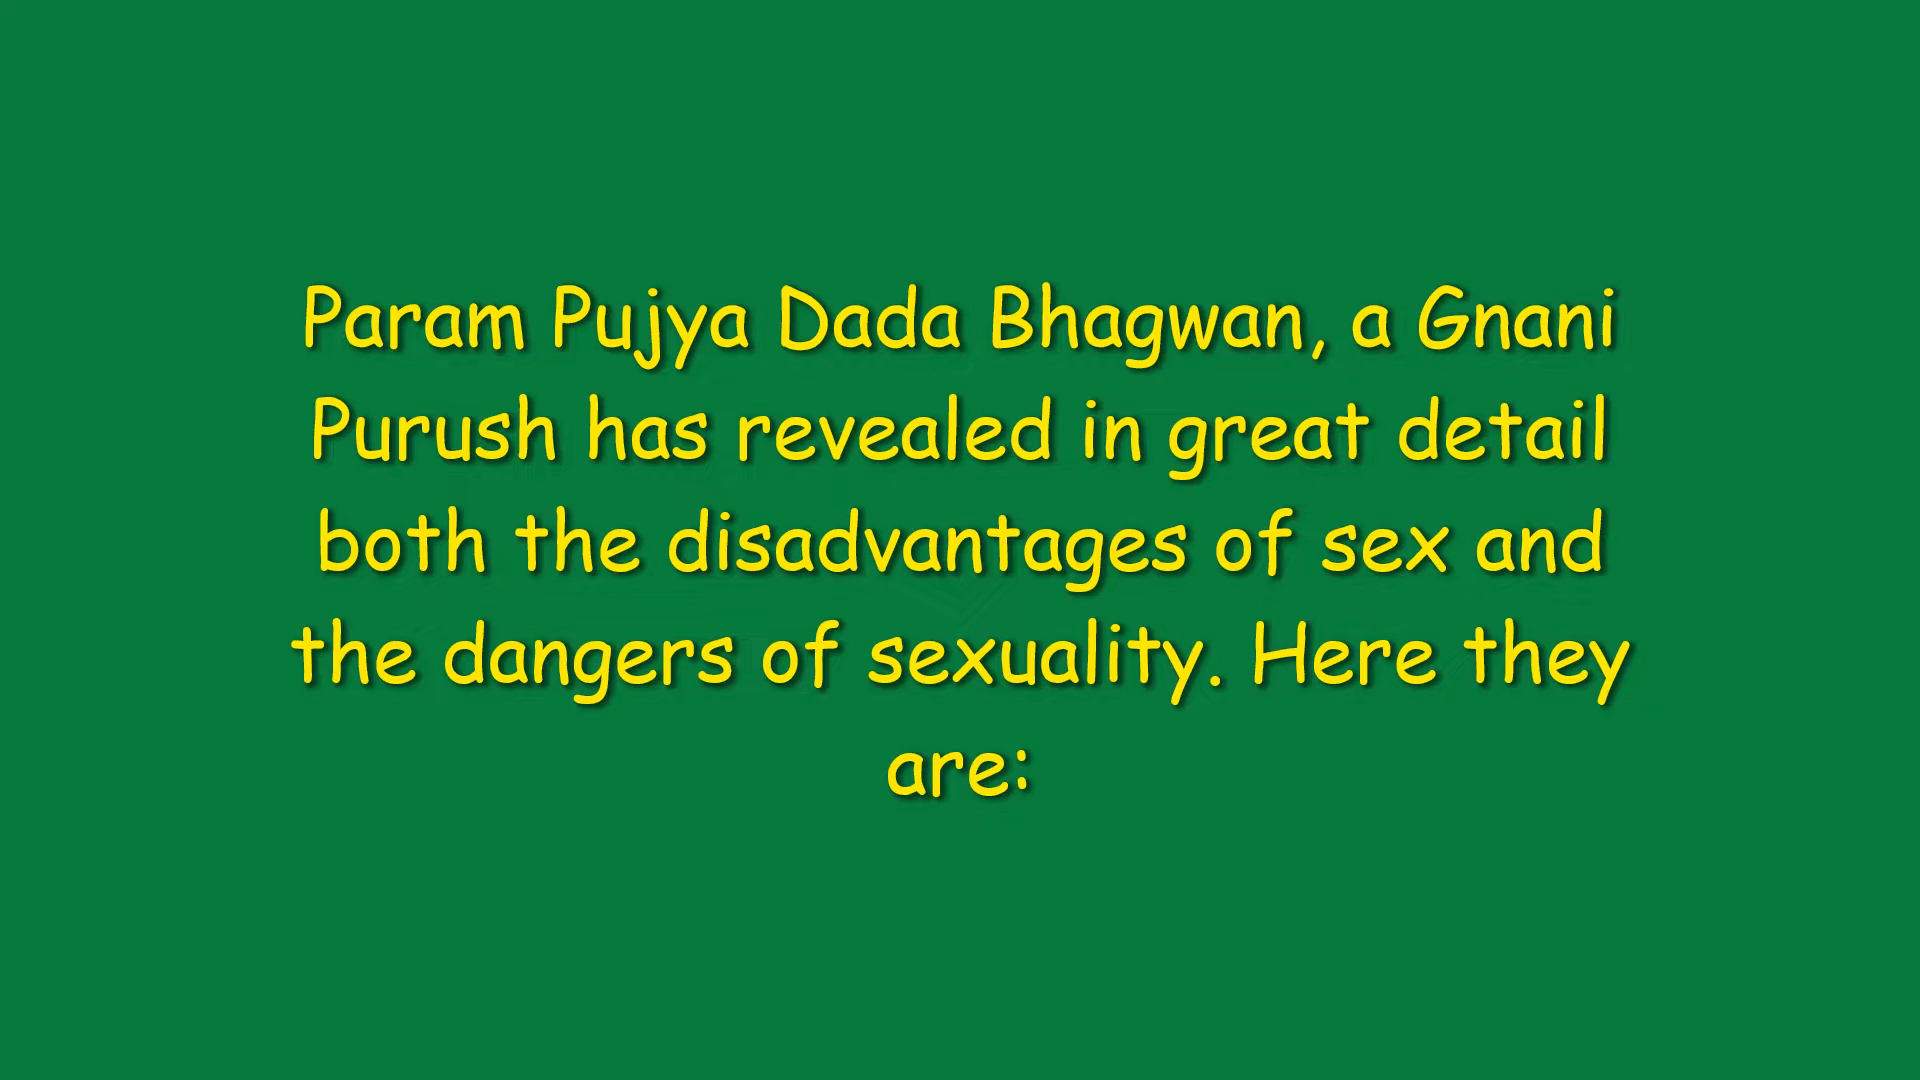 Param Pujya Dada Bhagwan, a Gnani
Purush has revealed in great detail
both the disadvantages of sex and
the dangers of sexuality. Here they
are: